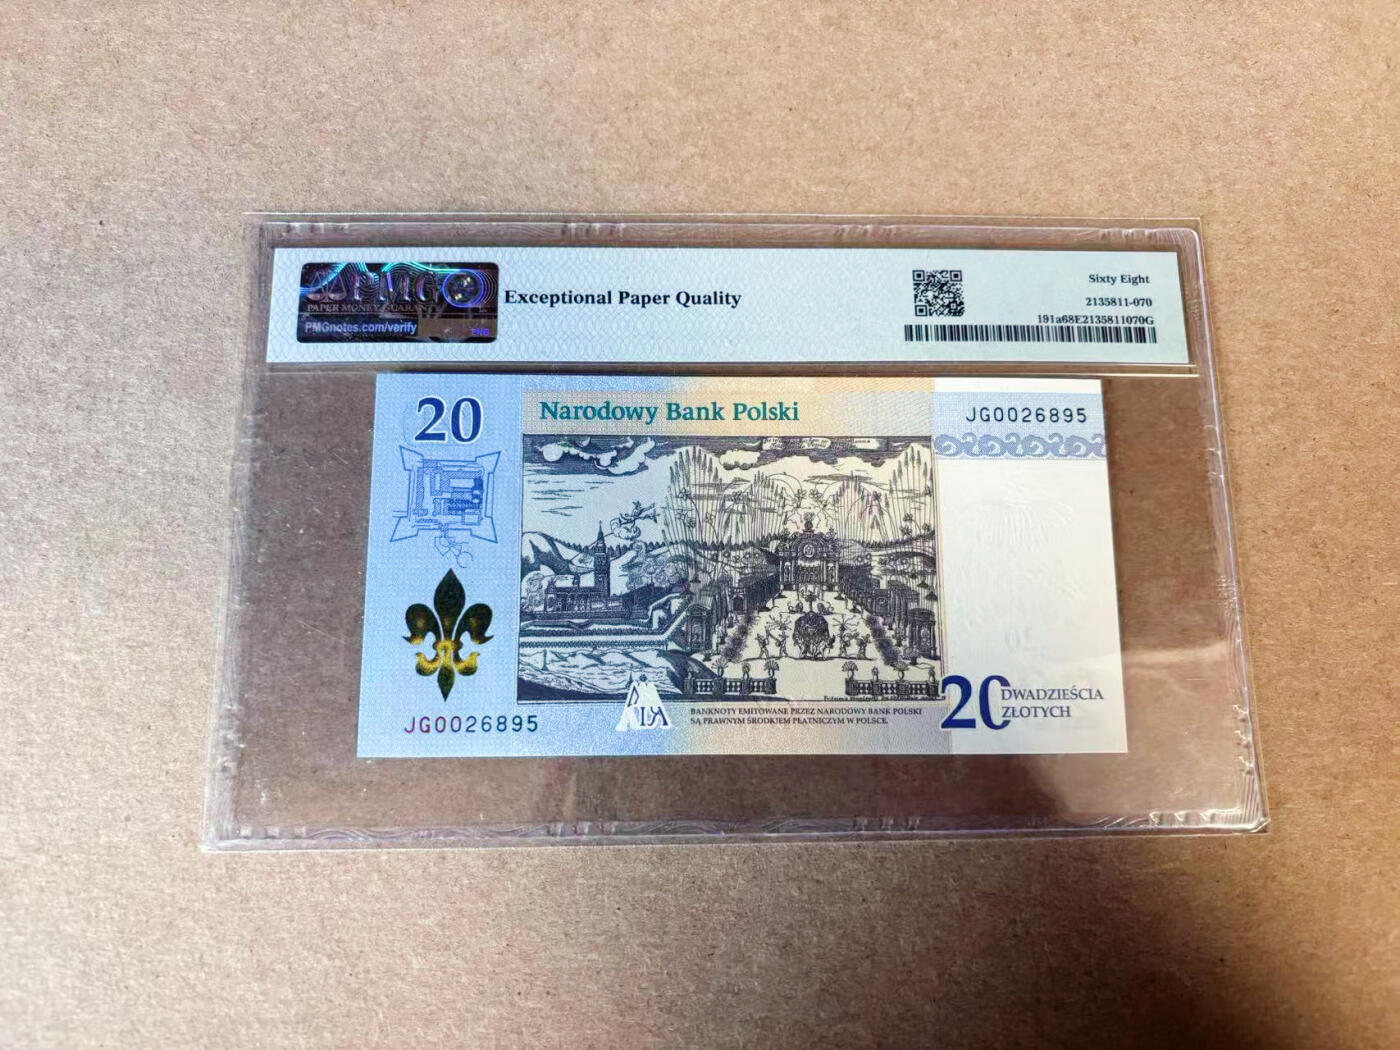 PMG
PAPER MONEY GUARANTY
PMGnotes.com/verify
ENG
Exceptional Paper Quality
Sixty Eight
2135811-070
191a68E2135811070G
20
Narodowy Bank Polski
JG0026895
JG0026895
BANKNOTY EMITOWANE PRZEZ NARODOWY BANK POLSKI
SĄ PRAWNYM ŚRODKIEM PŁATNICZYM W POLSCE.
20
DWADZIEŚCIA
ZŁOTYCH